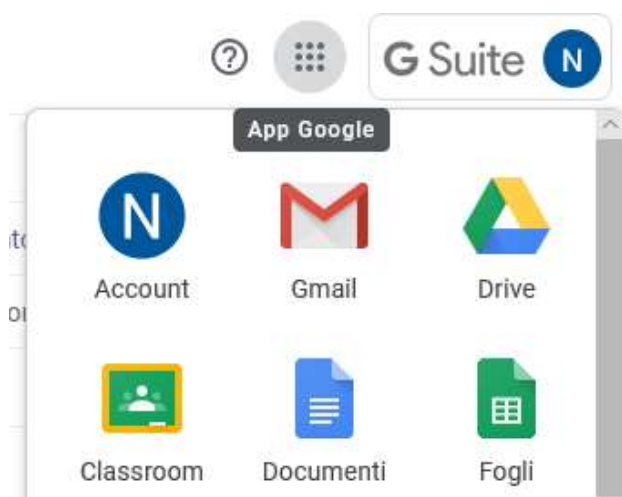 G Suite N
App Google
N
Account Gmail Drive
Classroom Documenti Fogli